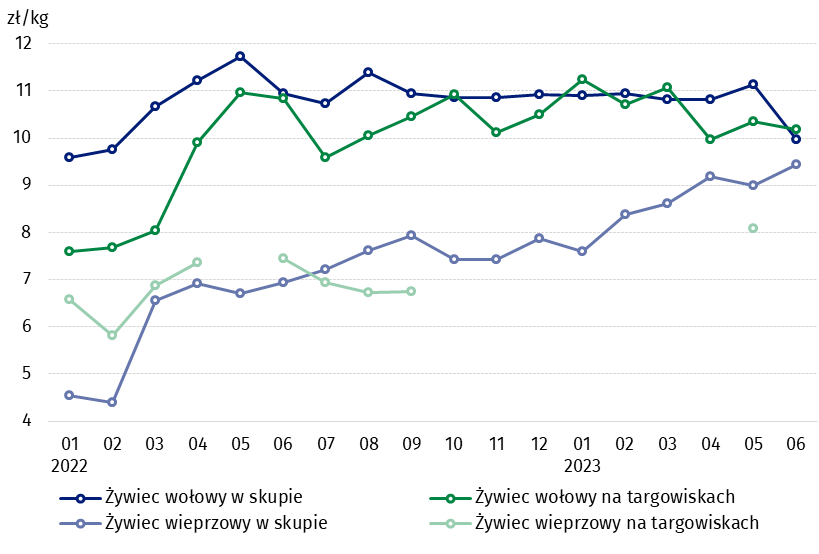 zł/kg
12
11
10
9
8
7
6
5
4
01 02 03 04 05 06 07 08 09 10 11 12 01 02 03 04 05 06
2022 2023
Żywiec wołowy w skupie Żywiec wołowy na targowiskach
Żywiec wieprzowy w skupie Żywiec wieprzowy na targowiskach